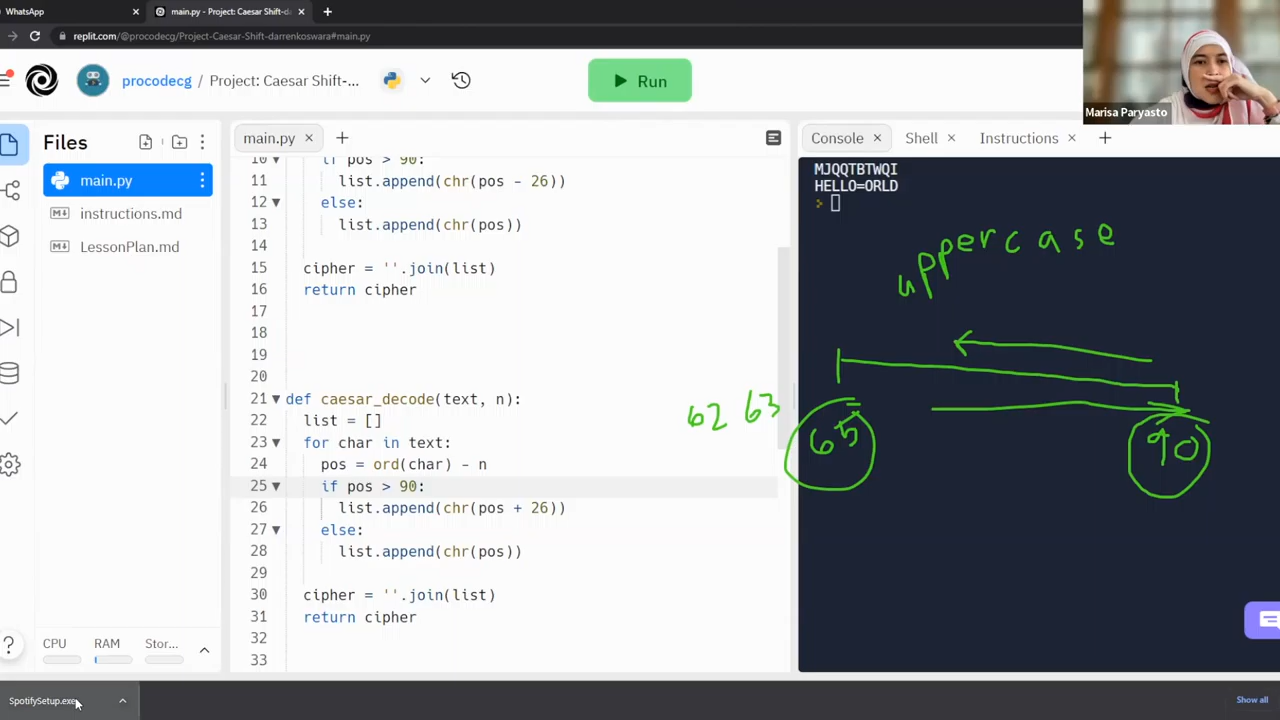 WhatsApp
main.py - Project: Caesar Shift-d
replit.com/@procodecg/Project-Caesar-Shift-darrenkoswara#main.py
procodecg / Project: Caesar Shift-...
Run
Marisa Paryasto
Files
main.py
instructions.md
LessonPlan.md
CPU
RAM
Stor...
main.py
10 if pos > 90:
11 list.append(chr(pos - 26))
12 else:
13 list.append(chr(pos))
14
15 cipher = ''.join(list)
16 return cipher
17
18
19
20
21 def caesar_decode(text, n):
22 list = []
23 for char in text:
24 pos = ord(char) - n
25 if pos > 90:
26 list.append(chr(pos + 26))
27 else:
28 list.append(chr(pos))
29
30 cipher = ''.join(list)
31 return cipher
32
33
Console
Shell
Instructions
MJQQTBTWQI
HELLO=ORLD
>
uppercase
62 63
65
90
SpotifySetup.exe
Show all